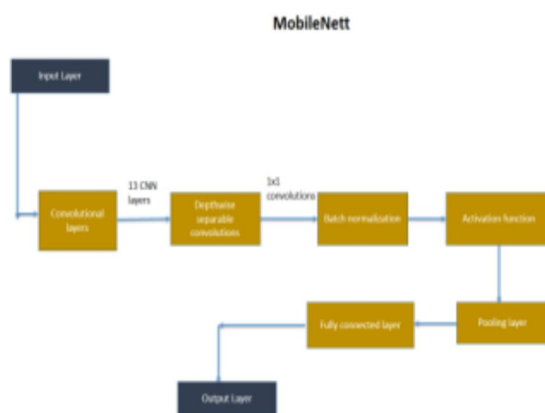 MobileNett
Input Layer
13 CNN
layers
1x1
convolutions
Convolutional
layers
Depthwise
separable
convolutions
Batch normalization
Activation function
Fully connected layer
Pooling layer
Output Layer